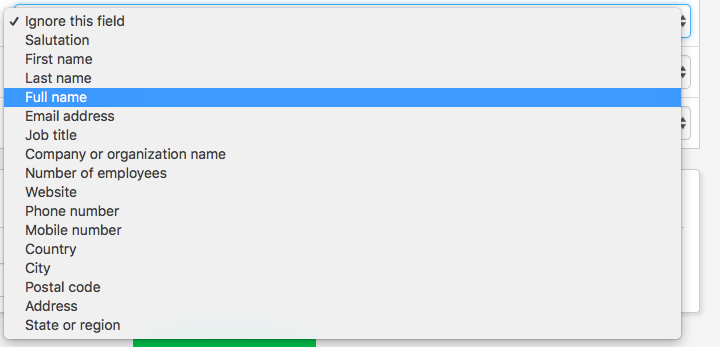 Ignore this field
Salutation
First name
Last name
Full name
Email address
Job title
Company or organization name
Number of employees
Website
Phone number
Mobile number
Country
City
Postal code
Address
State or region